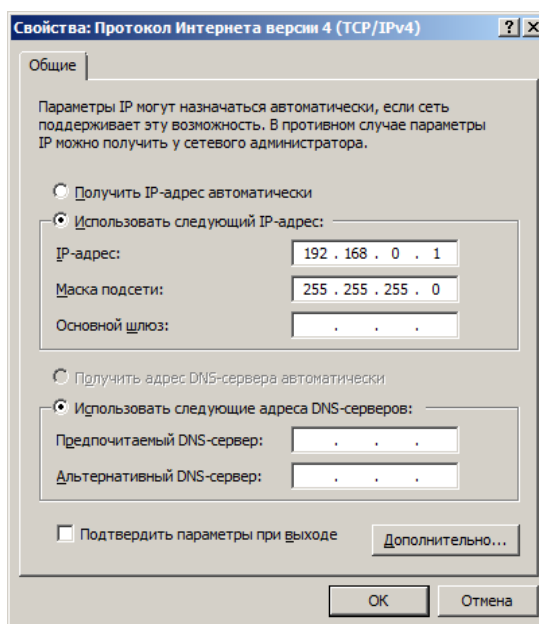 Свойства: Протокол Интернета версии 4 (TCP/IPv4)
Общие
Параметры IP могут назначаться автоматически, если сеть
поддерживает эту возможность. В противном случае параметры
IP можно получить у сетевого администратора.
Получить IP-адрес автоматически
Использовать следующий IP-адрес:
IP-адрес: 192 . 168 . 0 . 1
Маска подсети: 255 . 255 . 255 . 0
Основной шлюз: . . .
Получить адрес DNS-сервера автоматически
Использовать следующие адреса DNS-серверов:
Предпочитаемый DNS-сервер: . . .
Альтернативный DNS-сервер: . . .
Подтвердить параметры при выходе
Дополнительно...
ОК
Отмена